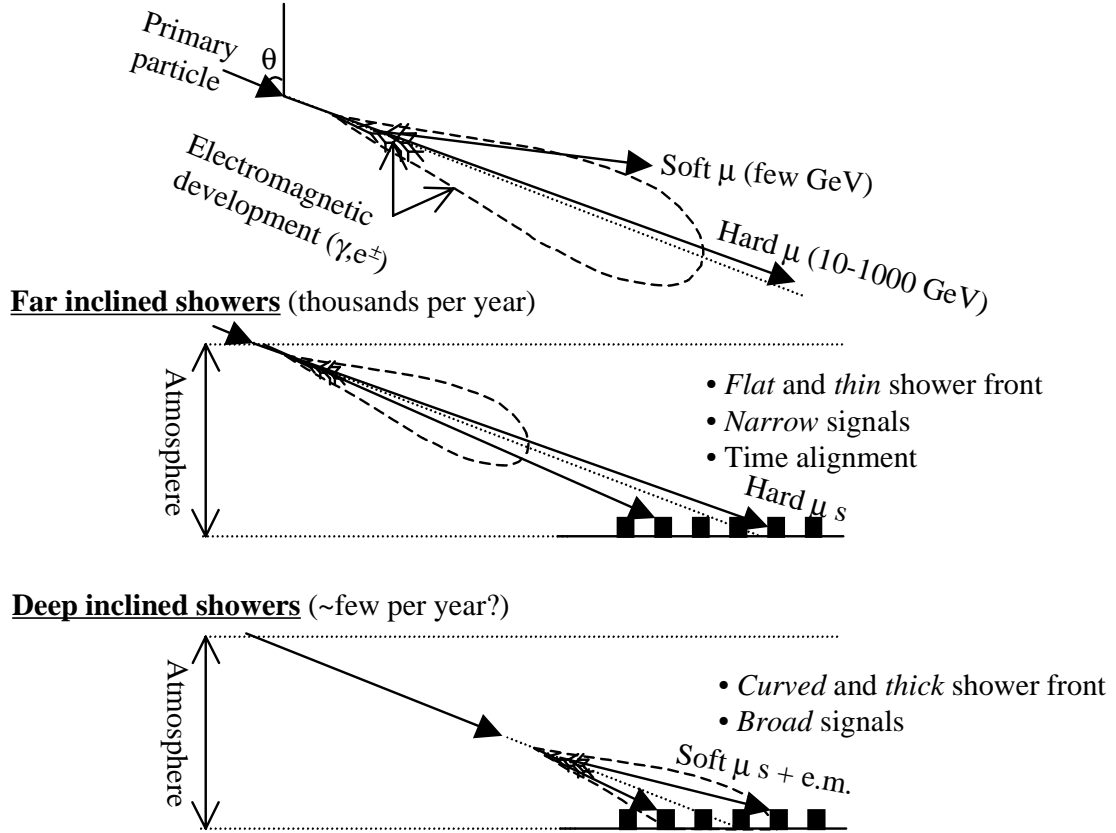 Primary
particle
θ
Electromagnetic
development (γ,e±)
Soft μ (few GeV)
Hard μ (10-1000 GeV)
Far inclined showers (thousands per year)
Atmosphere
• Flat and thin shower front
• Narrow signals
• Time alignment
Hard μ s
Deep inclined showers (~few per year?)
Atmosphere
• Curved and thick shower front
• Broad signals
Soft μ s + e.m.